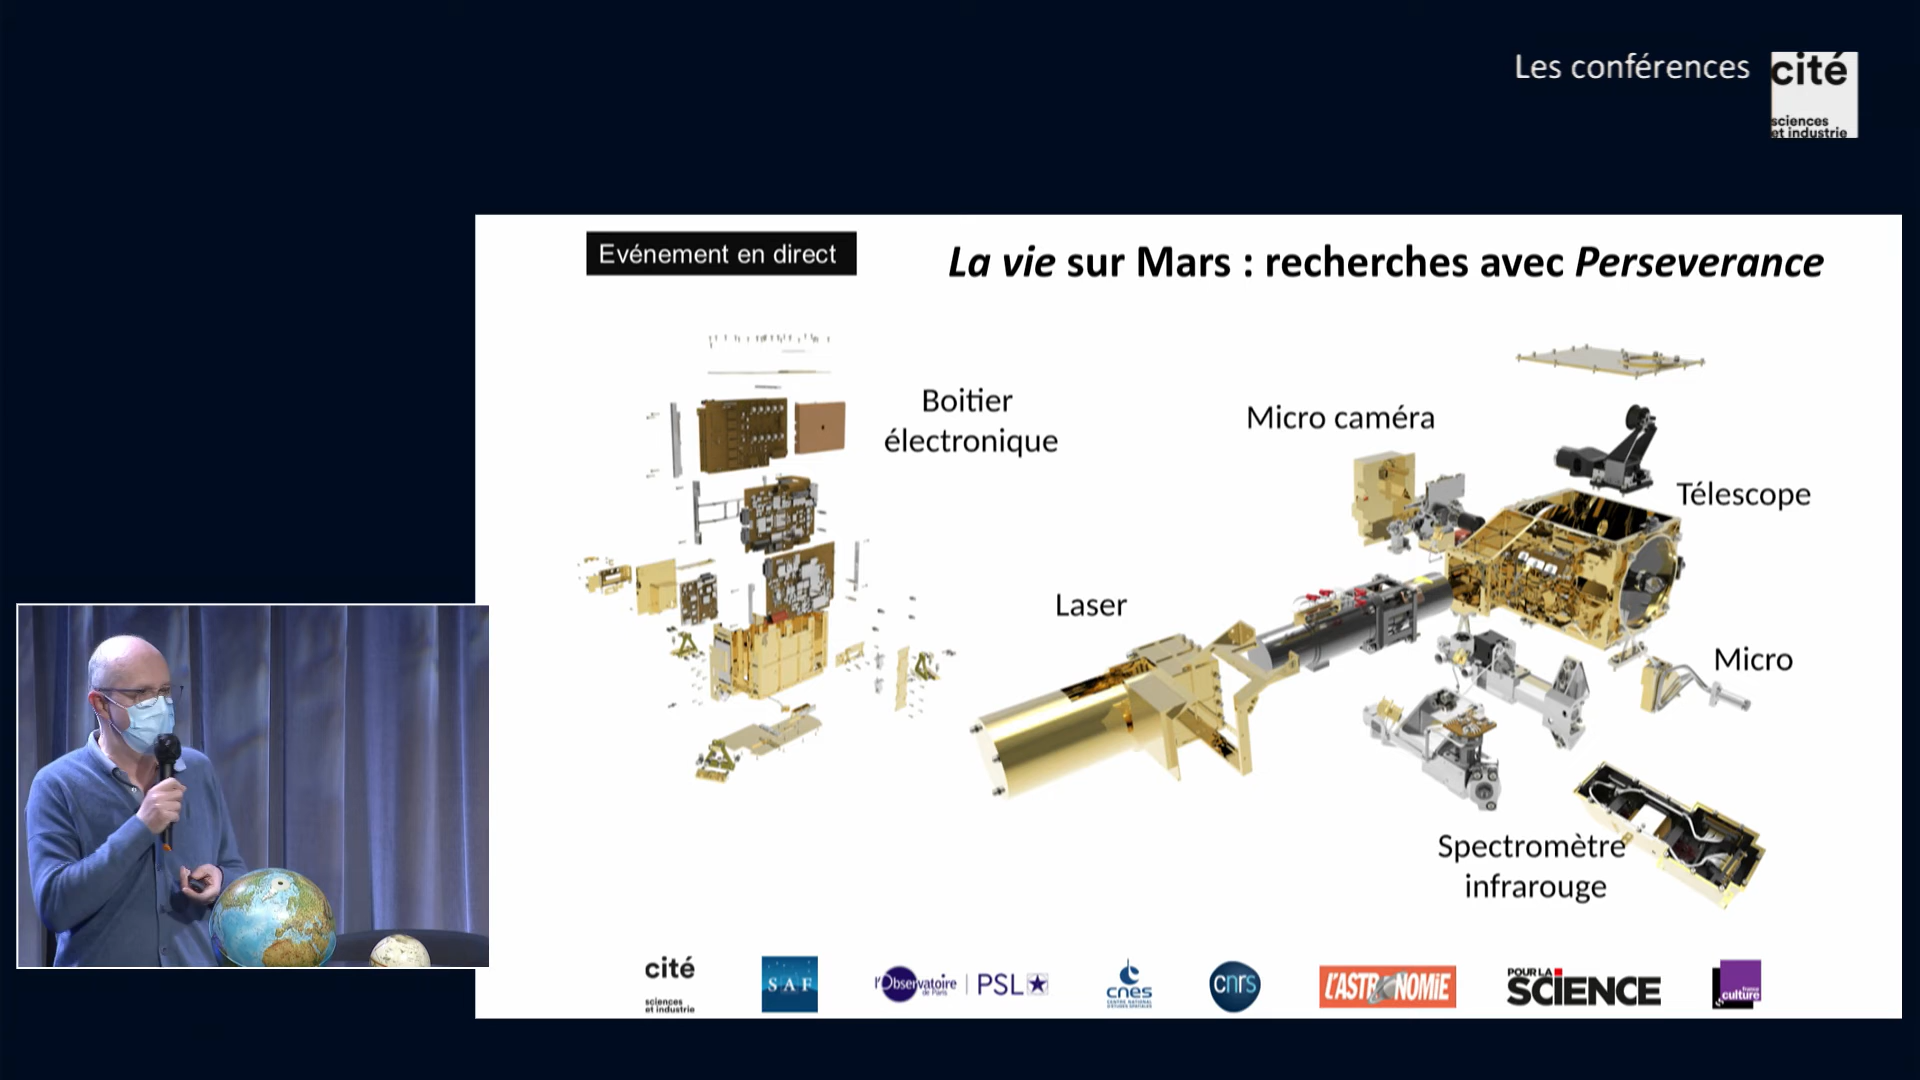 Les conférences
cité
sciences
et industrie
Evénement en direct
La vie sur Mars : recherches avec Perseverance
Boitier
électronique
Micro caméra
Télescope
Laser
Micro
Spectromètre
infrarouge
cité
sciences
et industrie
SAF
l'Observatoire
de Paris
PSL
cnes
CENTRE NATIONAL
D'ÉTUDES SPATIALES
cnrs
L'ASTRONOMIE
POUR LA
SCIENCE
france
culture